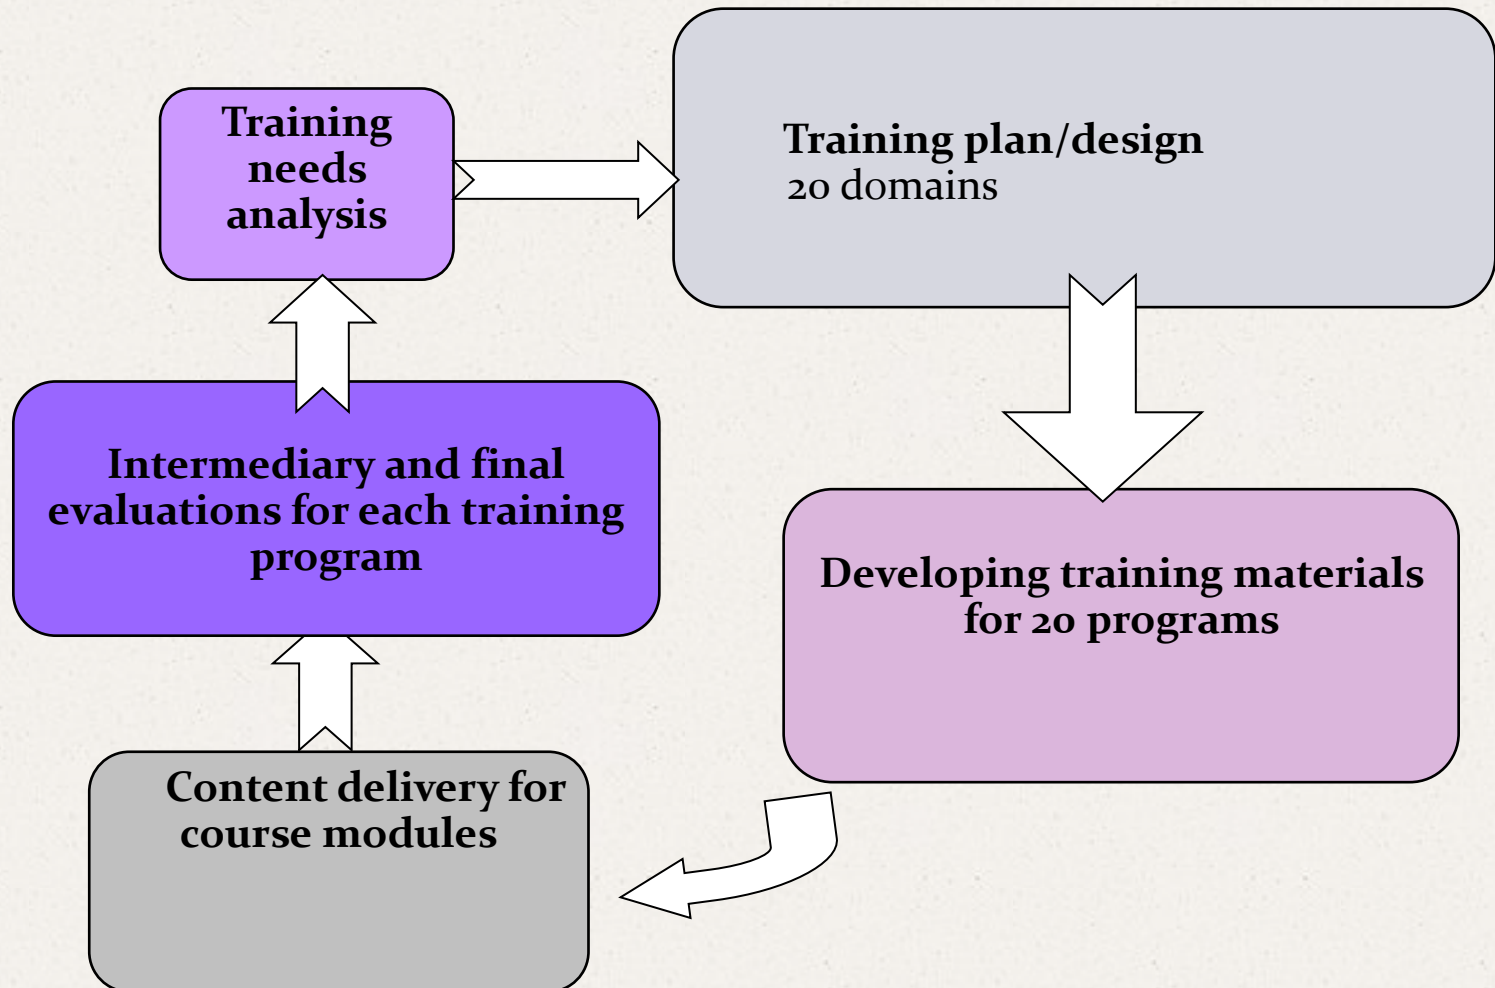 Training
needs
analysis
Training plan/design
20 domains
Intermediary and final
evaluations for each training
program
Developing training materials
for 20 programs
Content delivery for
course modules